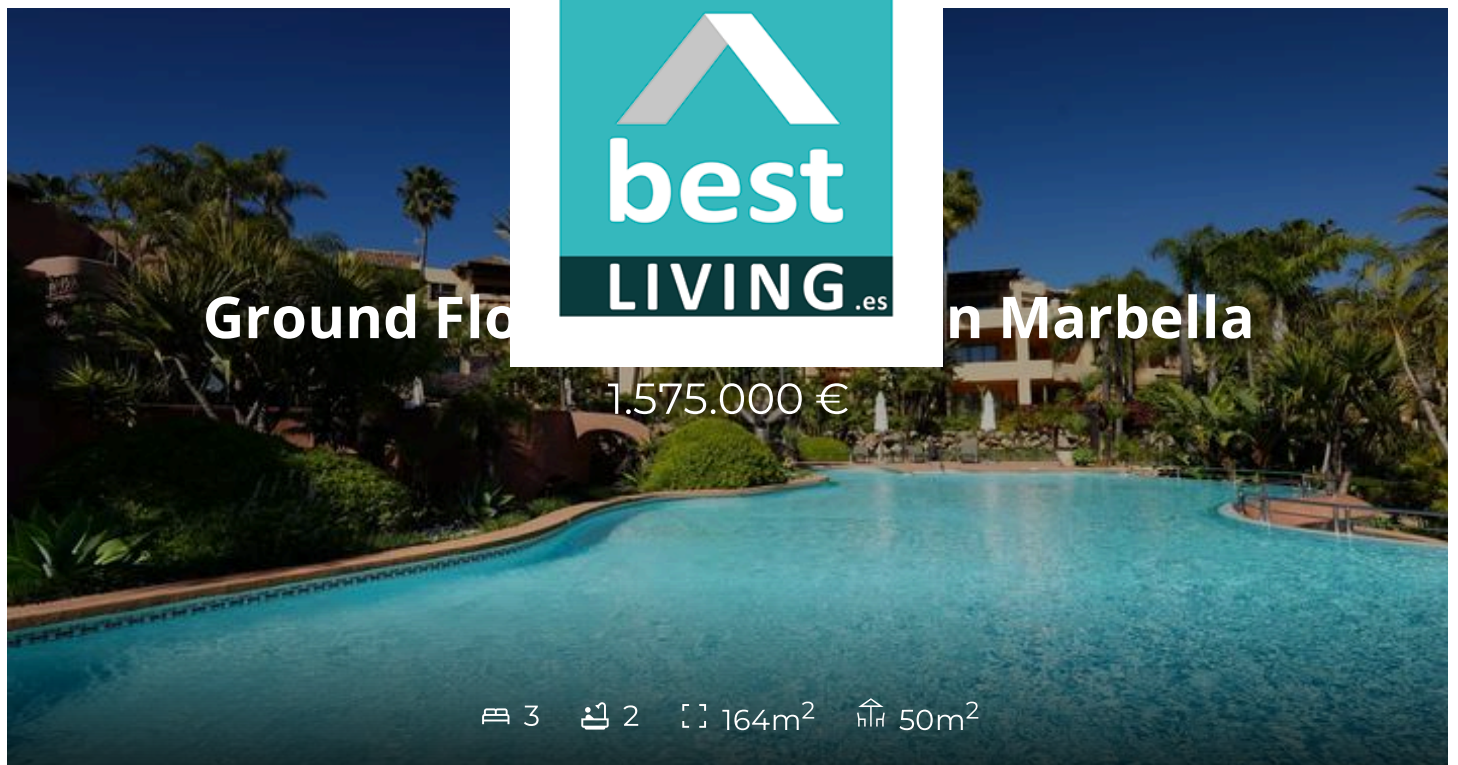 best
LIVING.es
Ground Flo n Marbella
1.575.000 €
3 2 164m² 50m²